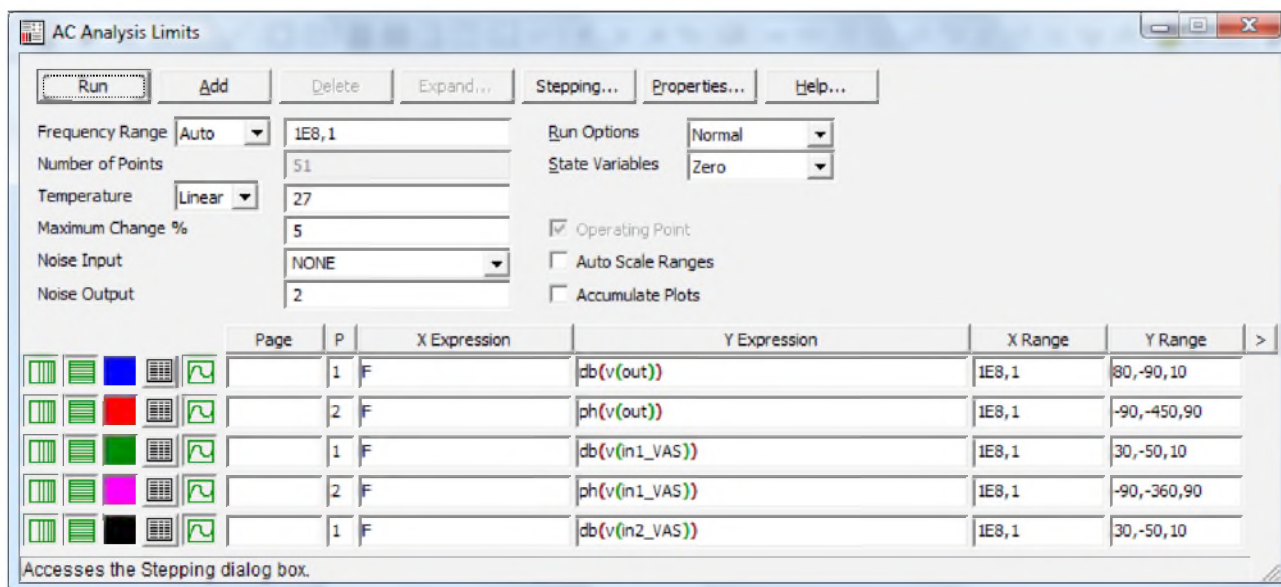 AC Analysis Limits
Run Add Delete Expand... Stepping... Properties... Help...
Frequency Range Auto 1E8,1 Run Options Normal
Number of Points 51 State Variables Zero
Temperature Linear 27
Maximum Change % 5 Operating Point
Noise Input NONE Auto Scale Ranges
Noise Output 2 Accumulate Plots
Page P X Expression Y Expression X Range Y Range >
1 F db(v(out)) 1E8,1 80,-90,10
2 F ph(v(out)) 1E8,1 -90,-450,90
1 F db(v(in1_VAS)) 1E8,1 30,-50,10
2 F ph(v(in1_VAS)) 1E8,1 -90,-360,90
1 F db(v(in2_VAS)) 1E8,1 30,-50,10
Accesses the Stepping dialog box.